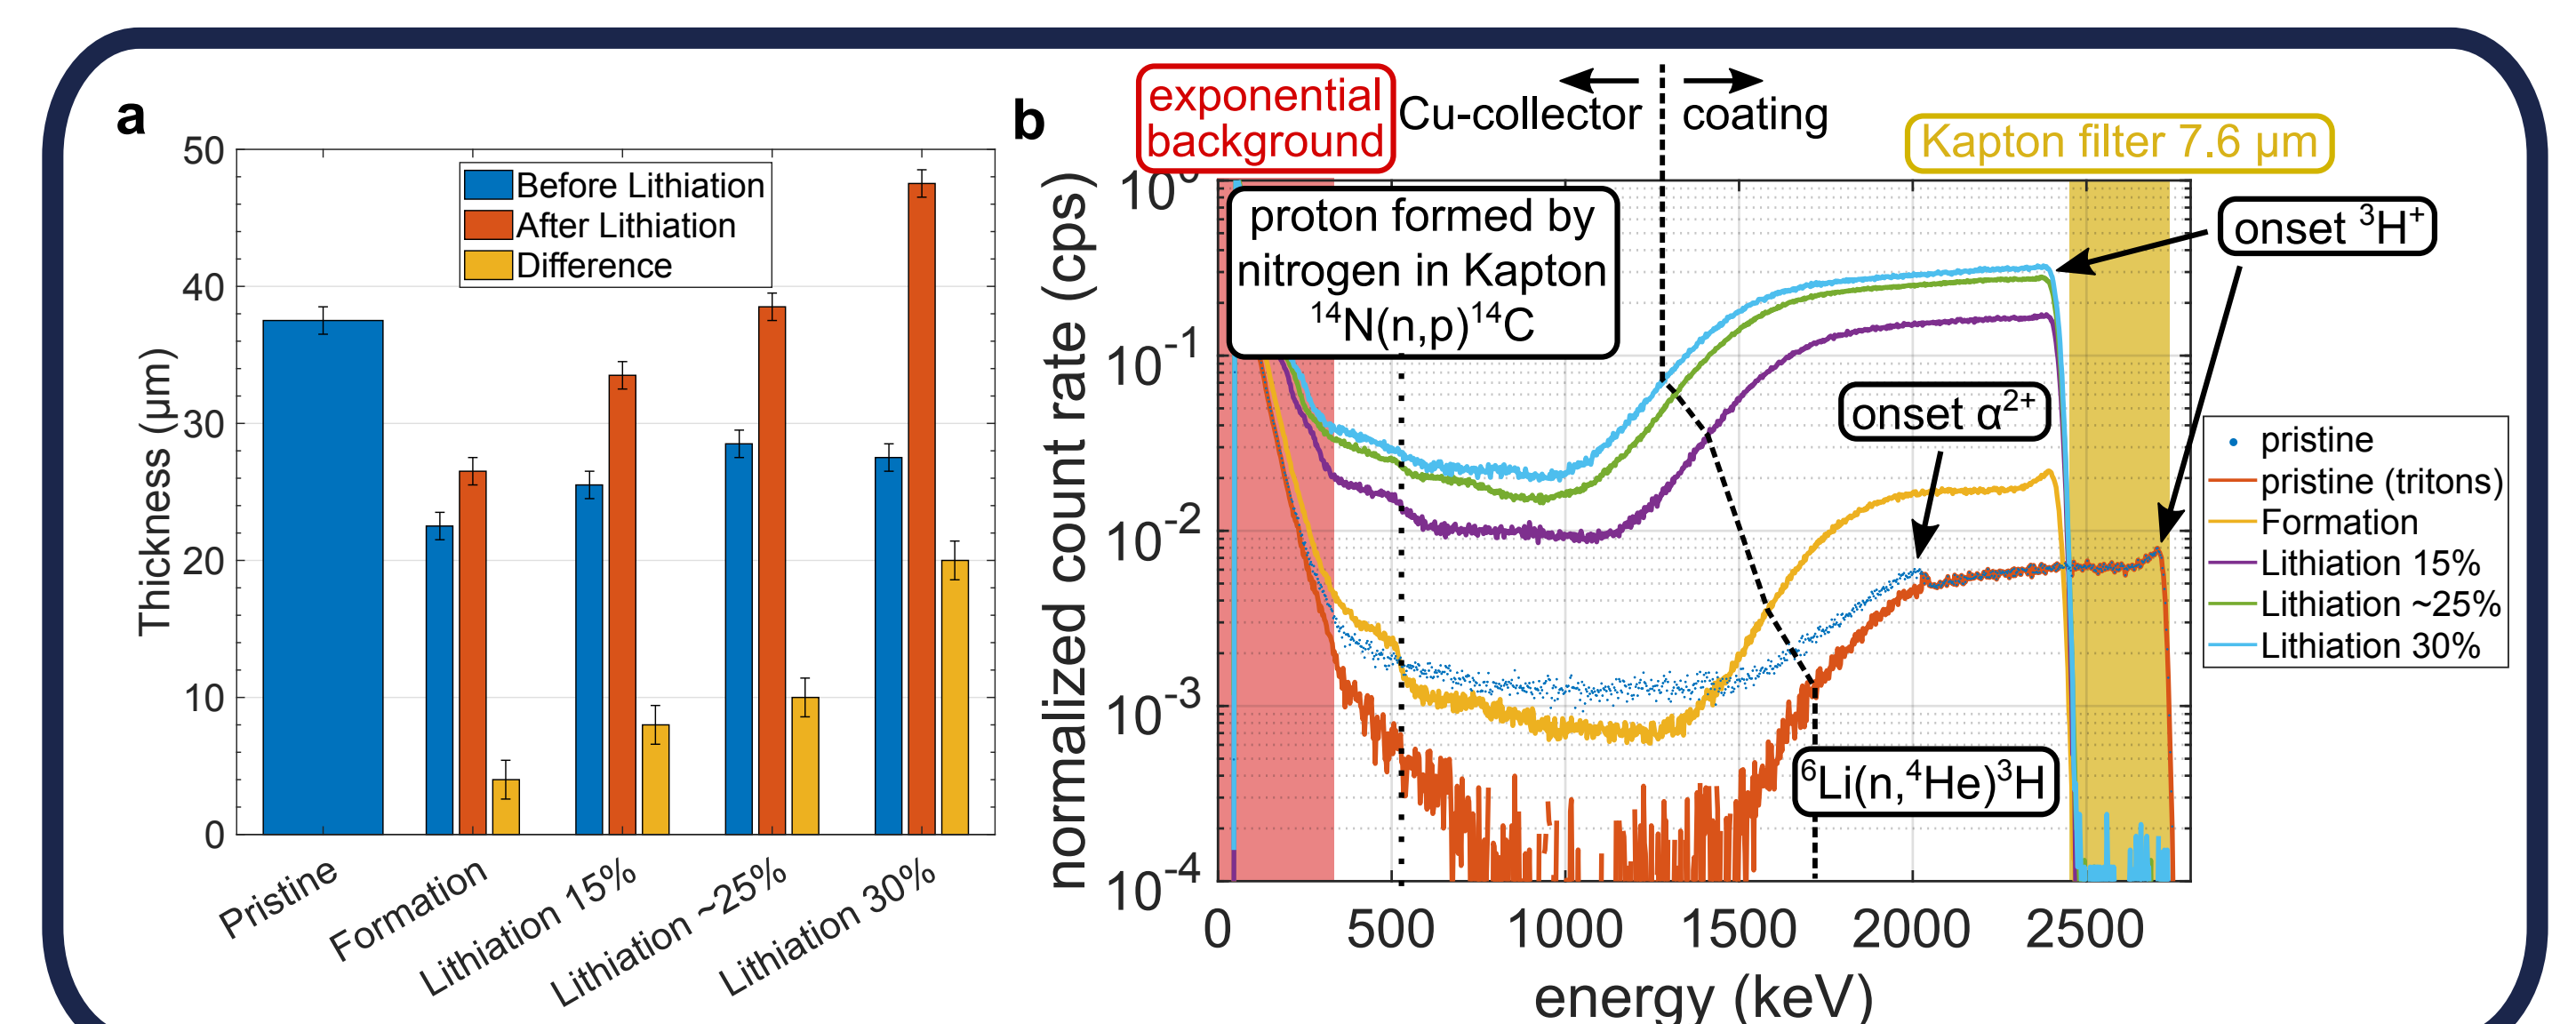 a
50
40
30
20
10
0
Thickness (µm)
Before Lithiation
After Lithiation
Difference
Pristine
Formation
Lithiation 15%
Lithiation ~25%
Lithiation 30%
b
exponential
background
Cu-collector
coating
Kapton filter 7.6 µm
proton formed by
nitrogen in Kapton
¹⁴N(n,p)¹⁴C
onset ³H⁺
onset α²⁺
⁶Li(n,⁴He)³H
normalized count rate (cps)
10⁰
10⁻¹
10⁻²
10⁻³
10⁻⁴
0
500
1000
1500
2000
2500
energy (keV)
pristine
pristine (tritons)
Formation
Lithiation 15%
Lithiation ~25%
Lithiation 30%